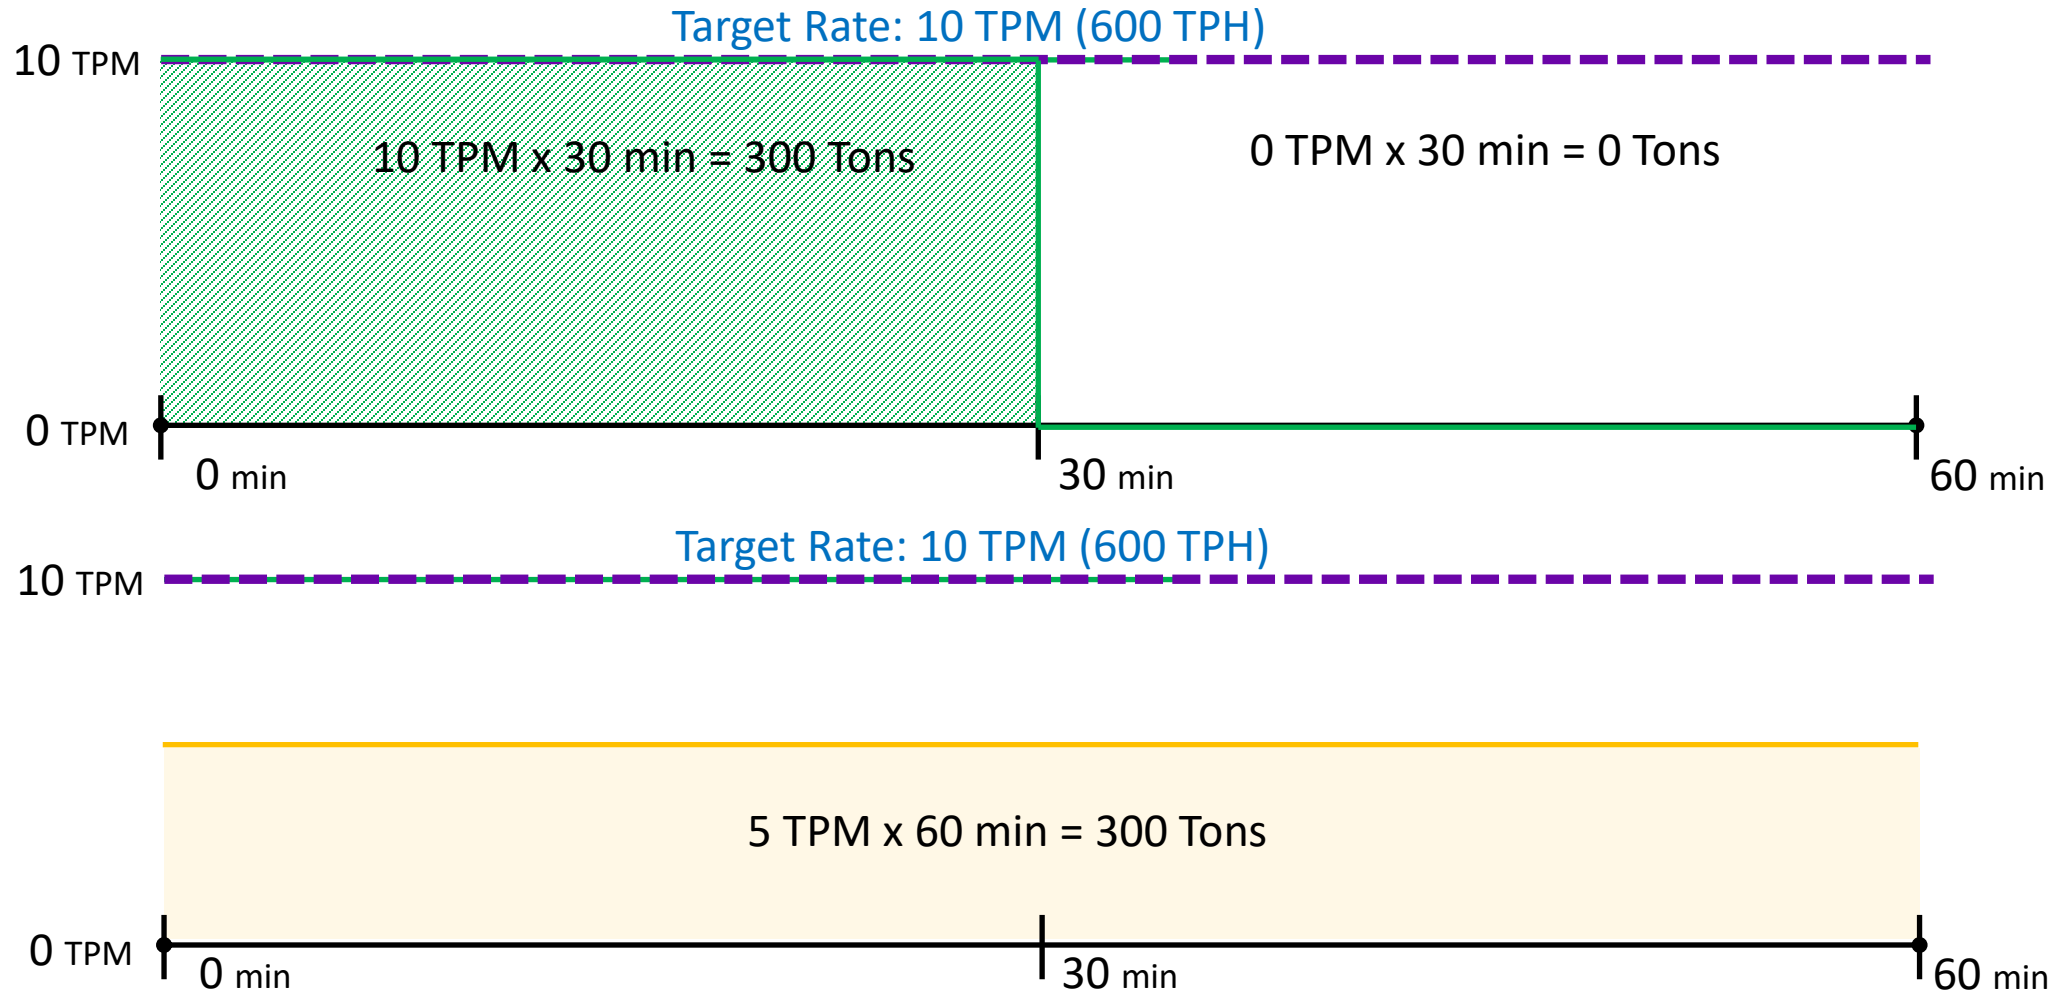 Target Rate: 10 TPM (600 TPH)
10 TPM
10 TPM x 30 min = 300 Tons
0 TPM x 30 min = 0 Tons
0 TPM
0 min
30 min
60 min
Target Rate: 10 TPM (600 TPH)
10 TPM
5 TPM x 60 min = 300 Tons
0 TPM
0 min
30 min
60 min